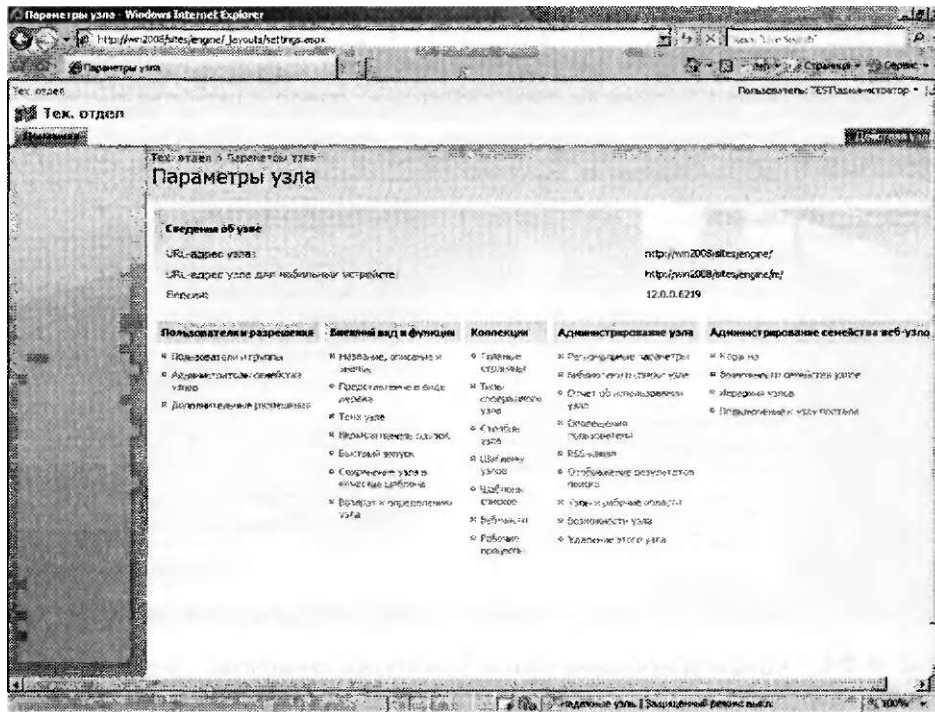 Параметры узла - Windows Internet Explorer
http://win2008/sites/engine/_layouts/settings.aspx
Параметры узла
Страница
Сервис
Тех. отдел
Пользователь: TEST\администратор
Тех. отдел
Домашняя
Тех. отдел > Параметры узла
Параметры узла
Сведения об узле
URL-адрес узла: http://win2008/sites/engine/
URL-адрес узла для мобильных устройств: http://win2008/sites/engine/m/
Версия: 12.0.0.6219
Пользователи и разрешения
Пользователи и группы
Администраторы семейства узлов
Дополнительные разрешения
Внешний вид и функции
Название, описание и значок
Представление в виде дерева
Тема узла
Верхняя панель ссылок
Быстрый запуск
Сохранение узла в качестве шаблона
Возврат к определению узла
Коллекции
Главные страницы
Типы содержимого узла
Столбцы узла
Шаблоны узлов
Шаблоны списков
Веб-части
Рабочие процессы
Администрирование узла
Региональные параметры
Библиотеки и списки узла
Отчет об использовании узла
Оповещения пользователей
RSS-канал
Отображение результатов поиска
Узлы и рабочие области
Возможности узла
Удаление этого узла
Администрирование семейства веб-узло
Корзина
Возможности семейства узлов
Иерархия узлов
Подключение к узлу портала
Надежные узлы | Защищенный режим: выкл.
100%